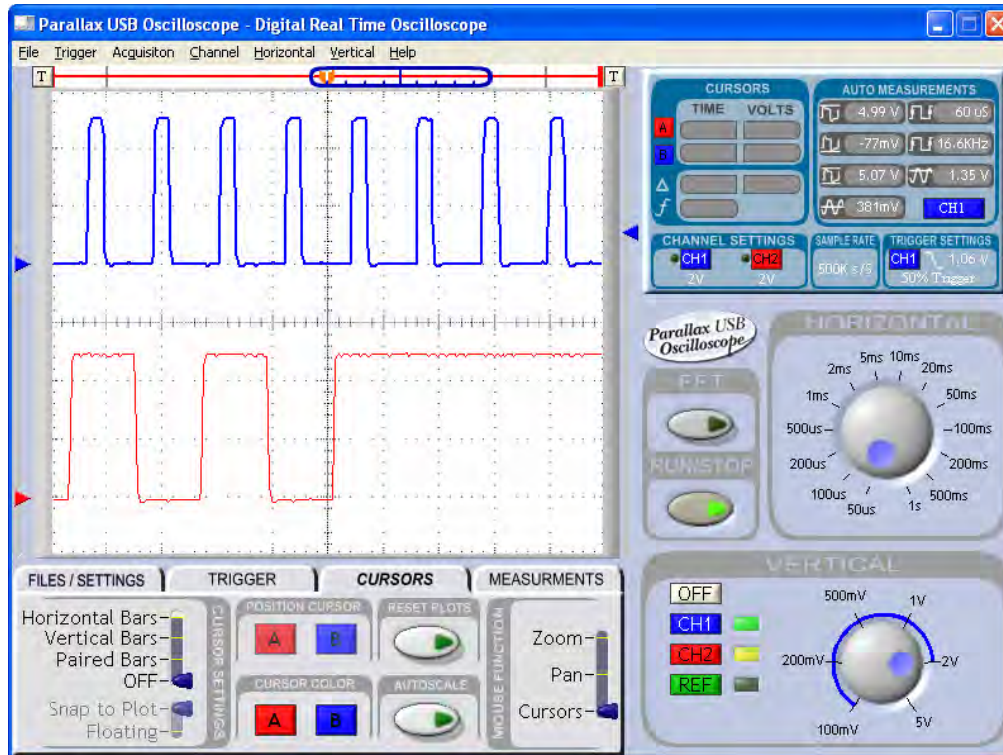 Parallax USB Oscilloscope - Digital Real Time Oscilloscope
File Trigger Acquisiton Channel Horizontal Vertical Help
T T
CURSORS
TIME VOLTS
A
B
Δ
f
AUTO MEASUREMENTS
4.99 V 60 uS
-77mV 16.6KHz
5.07 V 1.35 V
381mV CH1
CHANNEL SETTINGS
CH1 CH2
2V 2V
SAMPLE RATE
500K s/S
TRIGGER SETTINGS
CH1 1.06 V
50% Trigger
Parallax USB
Oscilloscope
FFT
RUN/STOP
HORIZONTAL
5ms 10ms
2ms 20ms
1ms 50ms
500us 100ms
200us 200ms
100us 500ms
50us 1s
FILES / SETTINGS TRIGGER CURSORS MEASURMENTS
Horizontal Bars
Vertical Bars
Paired Bars
OFF
Snap to Plot
Floating
CURSOR SETTINGS
POSITION CURSOR
A B
CURSOR COLOR
A B
RESET PLOTS
AUTOSCALE
MOUSE FUNCTION
Zoom
Pan
Cursors
VERTICAL
OFF
CH1
CH2
REF
500mV 1V
200mV 2V
100mV 5V